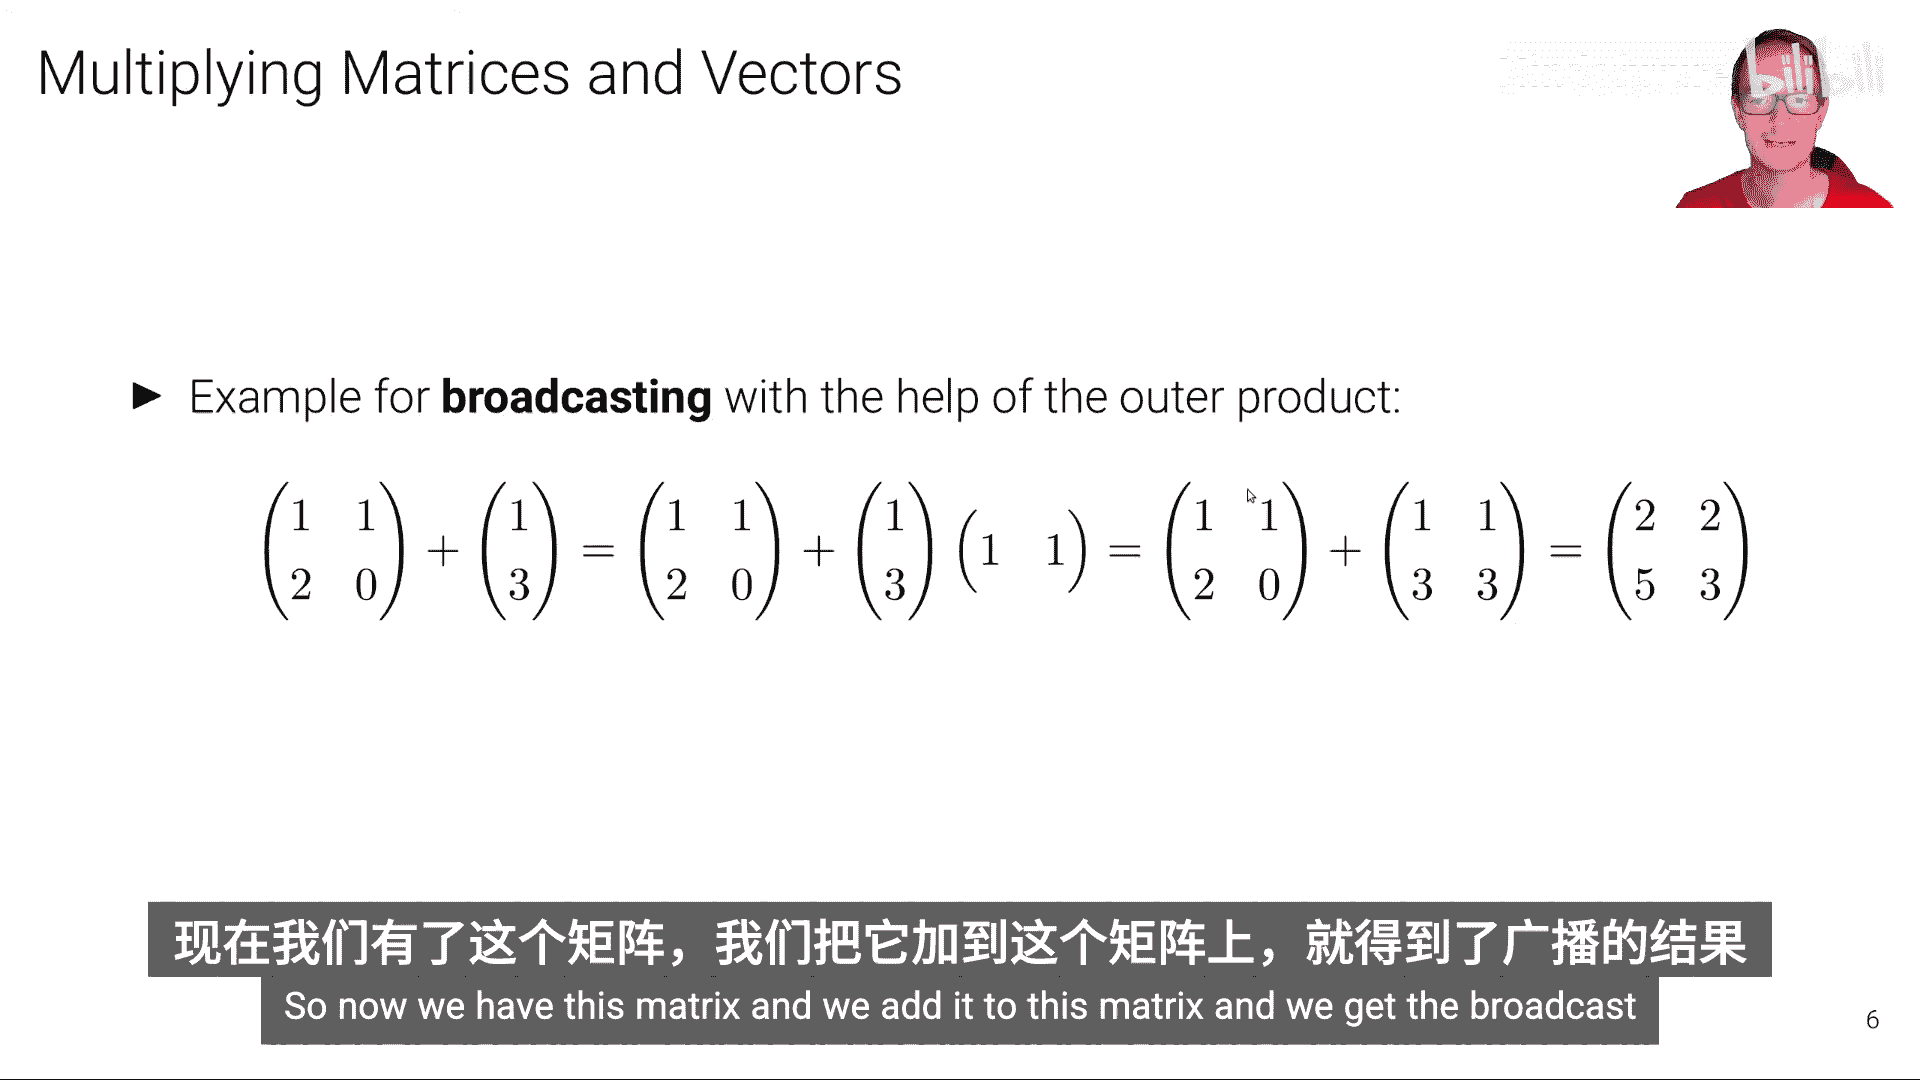 Multiplying Matrices and Vectors
bilibili
► Example for broadcasting with the help of the outer product:
(1 1; 2 0) + (1; 3) = (1 1; 2 0) + (1; 3) (1 1) = (1 1; 2 0) + (1 1; 3 3) = (2 2; 5 3)
现在我们有了这个矩阵，我们把它加到这个矩阵上，就得到了广播的结果
So now we have this matrix and we add it to this matrix and we get the broadcast
6